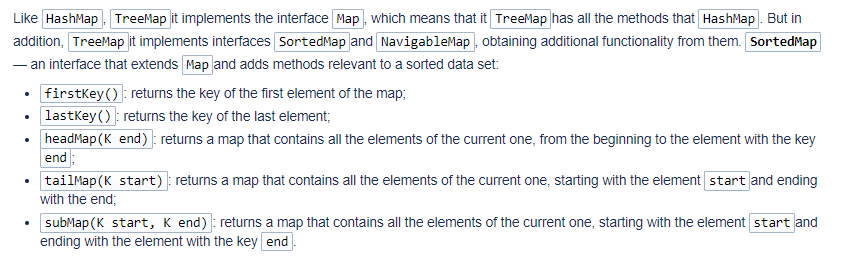 Like HashMap, TreeMap it implements the interface Map, which means that it TreeMap has all the methods that HashMap. But in
addition, TreeMap it implements interfaces SortedMap and NavigableMap, obtaining additional functionality from them. SortedMap
— an interface that extends Map and adds methods relevant to a sorted data set:
• firstKey(): returns the key of the first element of the map;
• lastKey(): returns the key of the last element;
• headMap(K end): returns a map that contains all the elements of the current one, from the beginning to the element with the key
end;
• tailMap(K start): returns a map that contains all the elements of the current one, starting with the element start and ending
with the end;
• subMap(K start, K end): returns a map that contains all the elements of the current one, starting with the element start and
ending with the element with the key end.